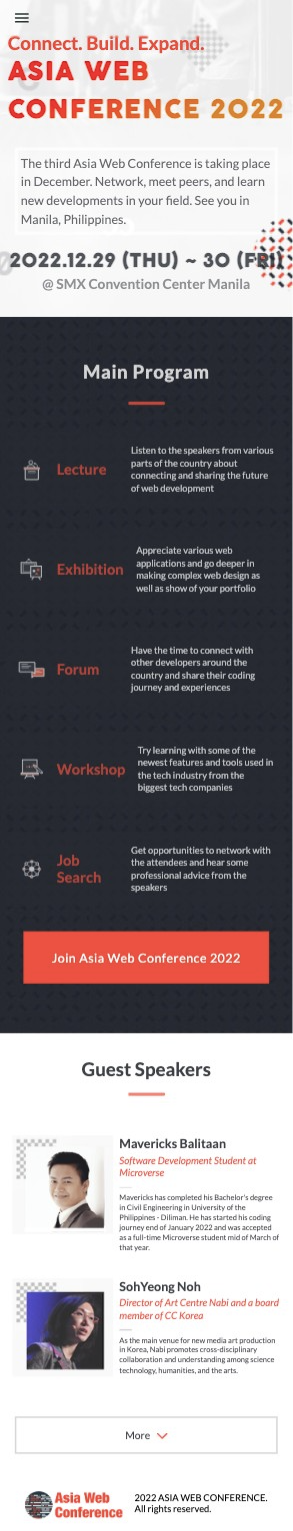 Connect. Build. Expand.
ASIA WEB
CONFERENCE 2022
The third Asia Web Conference is taking place
in December. Network, meet peers, and learn
new developments in your field. See you in
Manila, Philippines.
2022.12.29 (THU) ~ 30 (FRI)
@ SMX Convention Center Manila
Main Program
Lecture
Listen to the speakers from various
parts of the country about
connecting and sharing the future
of web development
Exhibition
Appreciate various web
applications and go deeper in
making complex web design as
well as show of your portfolio
Forum
Have the time to connect with
other developers around the
country and share their coding
journey and experiences
Workshop
Try learning with some of the
newest features and tools used in
the tech industry from the
biggest tech companies
Job
Search
Get opportunities to network with
the attendees and hear some
professional advice from the
speakers
Join Asia Web Conference 2022
Guest Speakers
Mavericks Balitaan
Software Development Student at
Microverse
Mavericks has completed his Bachelor's degree
in Civil Engineering in University of the
Philippines - Diliman. He has started his coding
journey end of January 2022 and was accepted
as a full-time Microverse student mid of March of
that year.
SohYeong Noh
Director of Art Centre Nabi and a board
member of CC Korea
As the main venue for new media art production
in Korea, Nabi promotes cross-disciplinary
collaboration and understanding among science
technology, humanities, and the arts.
More
Asia Web
Conference
2022 ASIA WEB CONFERENCE.
All rights reserved.